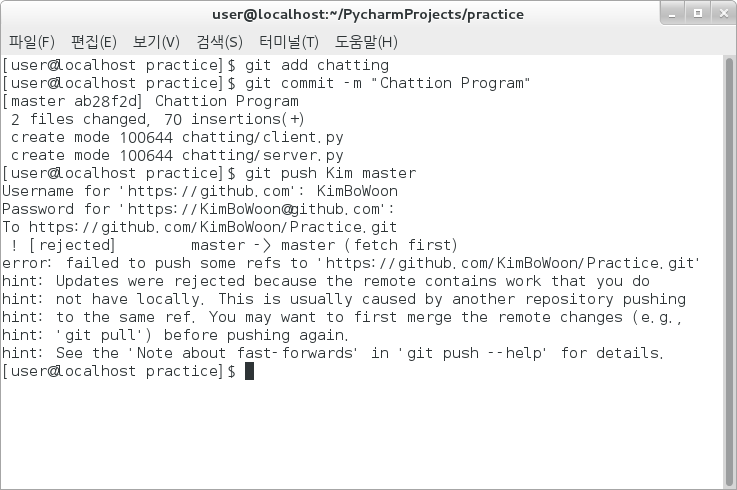 user@localhost:~/PycharmProjects/practice
파일(F) 편집(E) 보기(V) 검색(S) 터미널(T) 도움말(H)
[user@localhost practice]$ git add chatting
[user@localhost practice]$ git commit -m "Chattion Program"
[master ab28f2d] Chattion Program
 2 files changed, 70 insertions(+)
 create mode 100644 chatting/client.py
 create mode 100644 chatting/server.py
[user@localhost practice]$ git push Kim master
Username for 'https://github.com': KimBoWoon
Password for 'https://KimBoWoon@github.com':
To https://github.com/KimBoWoon/Practice.git
 ! [rejected]        master -> master (fetch first)
error: failed to push some refs to 'https://github.com/KimBoWoon/Practice.git'
hint: Updates were rejected because the remote contains work that you do
hint: not have locally. This is usually caused by another repository pushing
hint: to the same ref. You may want to first merge the remote changes (e.g.,
hint: 'git pull') before pushing again.
hint: See the 'Note about fast-forwards' in 'git push --help' for details.
[user@localhost practice]$